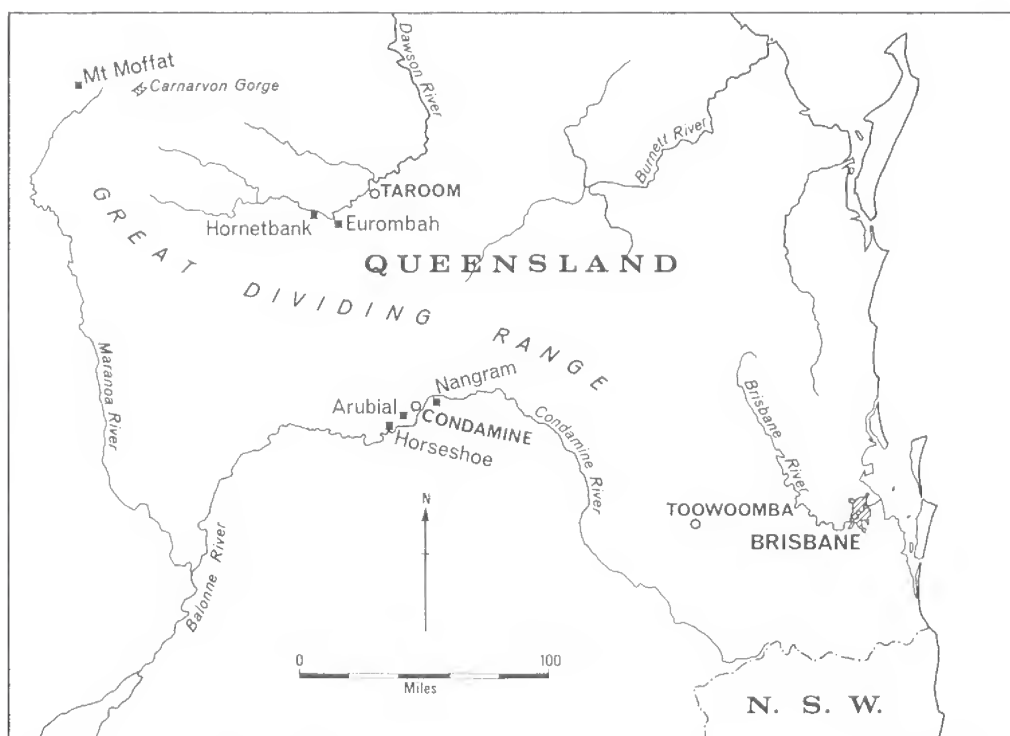 Mt Moffat
Carnarvon Gorge
Dawson River
Burnett River
TAROOM
Hornetbank
Eurombah
QUEENSLAND
GREAT DIVIDING RANGE
Maranoa River
Nangram
Arubial
CONDAMINE
Horseshoe
Condamine River
Brisbane River
TOOWOOMBA
BRISBANE
N
Balonne River
0 100
Miles
N. S. W.